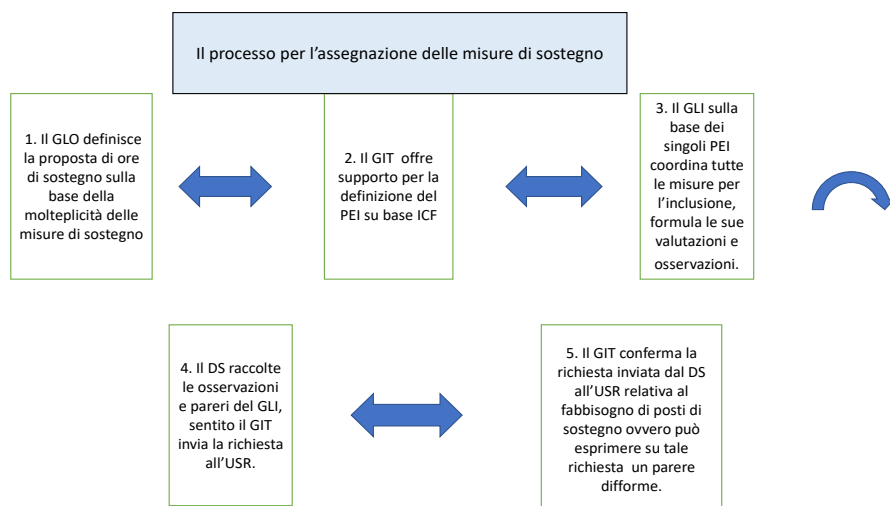 Il processo per l’assegnazione delle misure di sostegno
1. Il GLO definisce
la proposta di ore
di sostegno sulla
base della
molteplicità delle
misure di sostegno
2. Il GIT  offre
supporto per la
definizione del
PEI su base ICF
3. Il GLI sulla
base dei
singoli PEI
coordina tutte
le misure per
l’inclusione,
formula le sue
valutazioni e
osservazioni.
4. Il DS raccolte
le osservazioni
e pareri del GLI,
sentito il GIT
invia la richiesta
all’USR.
5. Il GIT conferma la
richiesta inviata dal DS
all’USR relativa al
fabbisogno di posti di
sostegno ovvero può
esprimere su tale
richiesta  un parere
difforme.